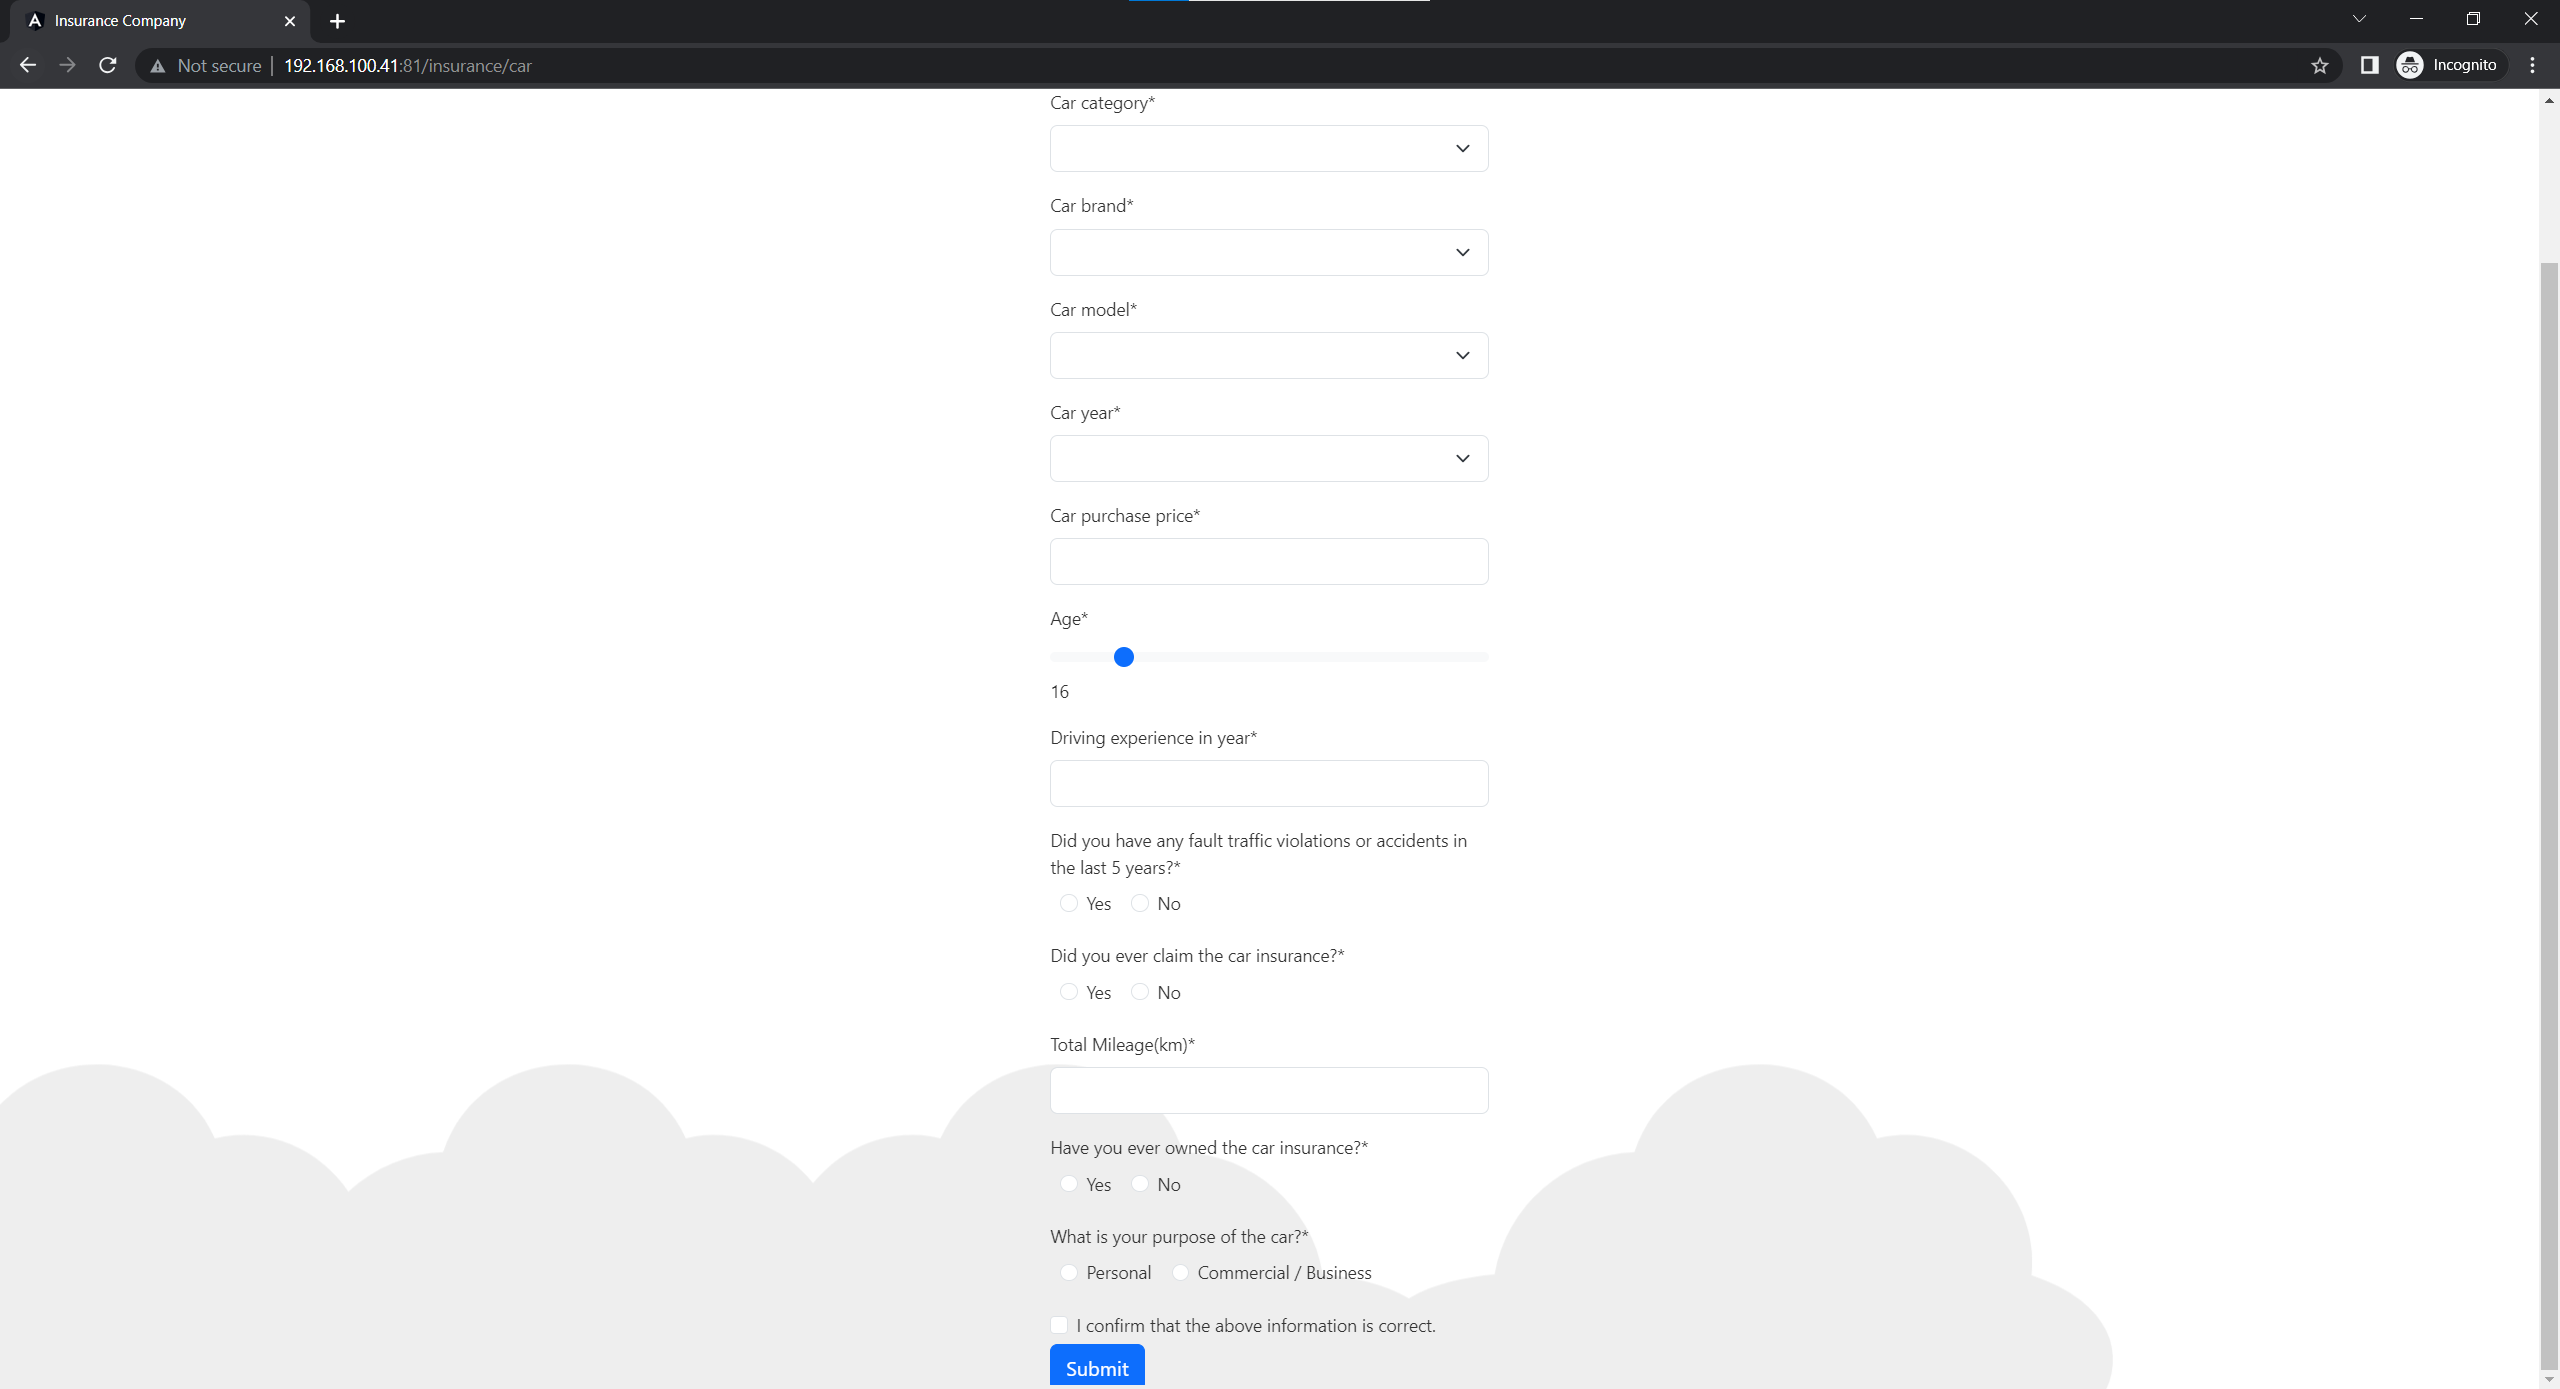 Insurance Company
Not secure
192.168.100.41:81/insurance/car
Incognito
Car category*
Car brand*
Car model*
Car year*
Car purchase price*
Age*
16
Driving experience in year*
Did you have any fault traffic violations or accidents in
the last 5 years?*
Yes No
Did you ever claim the car insurance?*
Yes No
Total Mileage(km)*
Have you ever owned the car insurance?*
Yes No
What is your purpose of the car?*
Personal Commercial / Business
I confirm that the above information is correct.
Submit